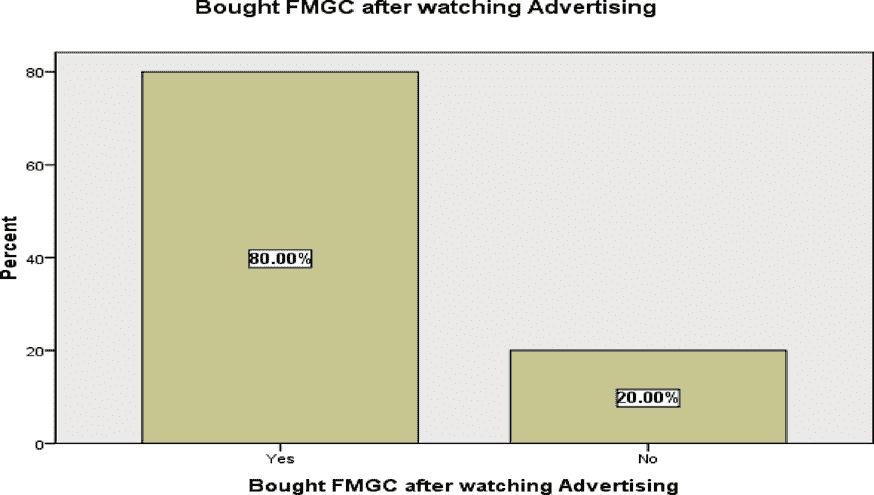 Bought FMGC after watching Advertising
Percent
80
60
40
20
0
80.00%
20.00%
Yes
No
Bought FMGC after watching Advertising